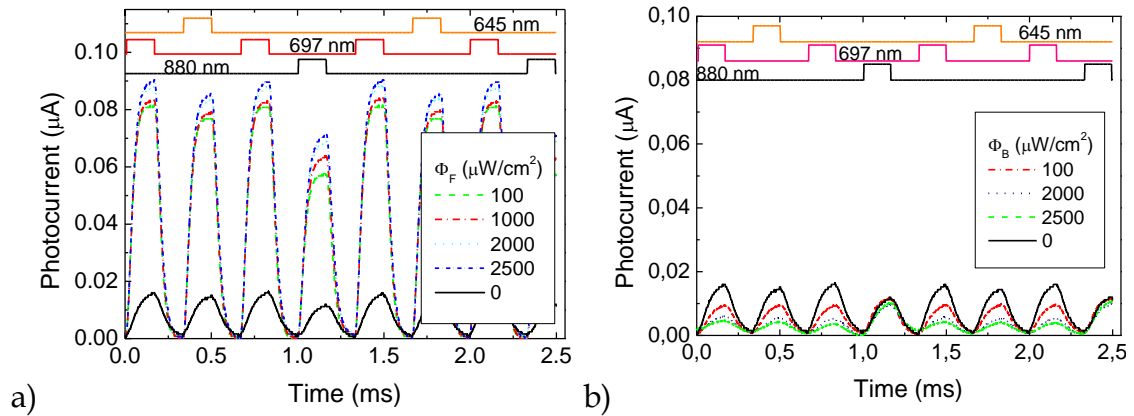 645 nm
697 nm
880 nm
0.10
0.08
0.06
0.04
0.02
0.00
Photocurrent (μA)
Φ_F (μW/cm²)
100
1000
2000
2500
0
0.0 0.5 1.0 1.5 2.0 2.5
Time (ms)
a)
645 nm
697 nm
880 nm
0,10
0,08
0,06
0,04
0,02
0,00
Photocurrent (μA)
Φ_B (μW/cm²)
100
2000
2500
0
0,0 0,5 1,0 1,5 2,0 2,5
Time (ms)
b)